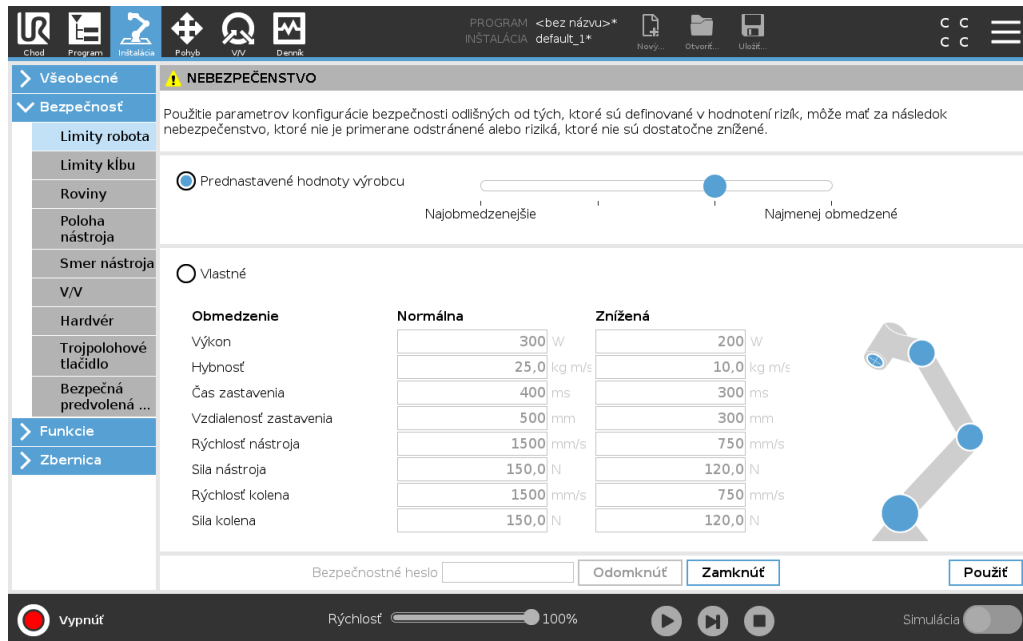 PROGRAM <bez názvu>*
INŠTALÁCIA default_1*
Chod Program Inštalácia Pohyb V/V Denník Nový... Otvoriť... Uložiť...
C C
C C
Všeobecné
Bezpečnosť
Limity robota
Limity kĺbu
Roviny
Poloha
nástroja
Smer nástroja
V/V
Hardvér
Trojpolohové
tlačidlo
Bezpečná
predvolená ...
Funkcie
Zbernica
NEBEZPEČENSTVO
Použitie parametrov konfigurácie bezpečnosti odlišných od tých, ktoré sú definované v hodnotení rizík, môže mať za následok
nebezpečenstvo, ktoré nie je primerane odstránené alebo riziká, ktoré nie sú dostatočne znížené.
Prednastavené hodnoty výrobcu
Najobmedzenejšie Najmenej obmedzené
Vlastné
Obmedzenie Normálna Znížená
Výkon 300 W 200 W
Hybnosť 25,0 kg m/s 10,0 kg m/s
Čas zastavenia 400 ms 300 ms
Vzdialenosť zastavenia 500 mm 300 mm
Rýchlosť nástroja 1500 mm/s 750 mm/s
Sila nástroja 150,0 N 120,0 N
Rýchlosť kolena 1500 mm/s 750 mm/s
Sila kolena 150,0 N 120,0 N
Bezpečnostné heslo Odomknúť Zamknúť Použiť
Vypnúť Rýchlosť 100% Simulácia